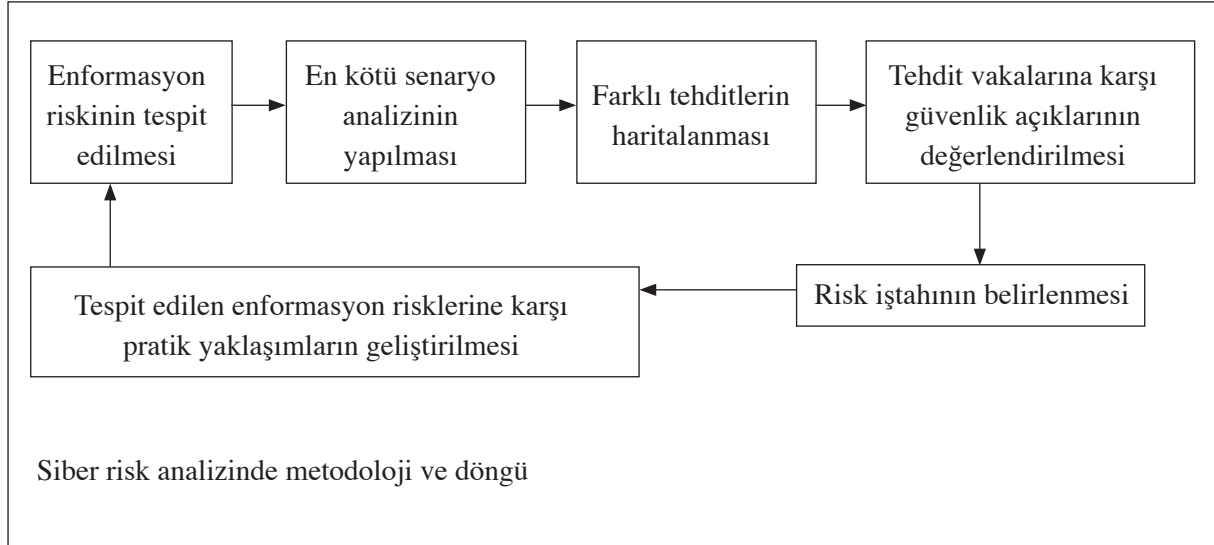 Enformasyon
riskinin tespit
edilmesi
En kötü senaryo
analizinin
yapılması
Farklı tehditlerin
haritalanması
Tehdit vakalarına karşı
güvenlik açıklarının
değerlendirilmesi
Risk iştahının belirlenmesi
Tespit edilen enformasyon risklerine karşı
pratik yaklaşımların geliştirilmesi
Siber risk analizinde metodoloji ve döngü